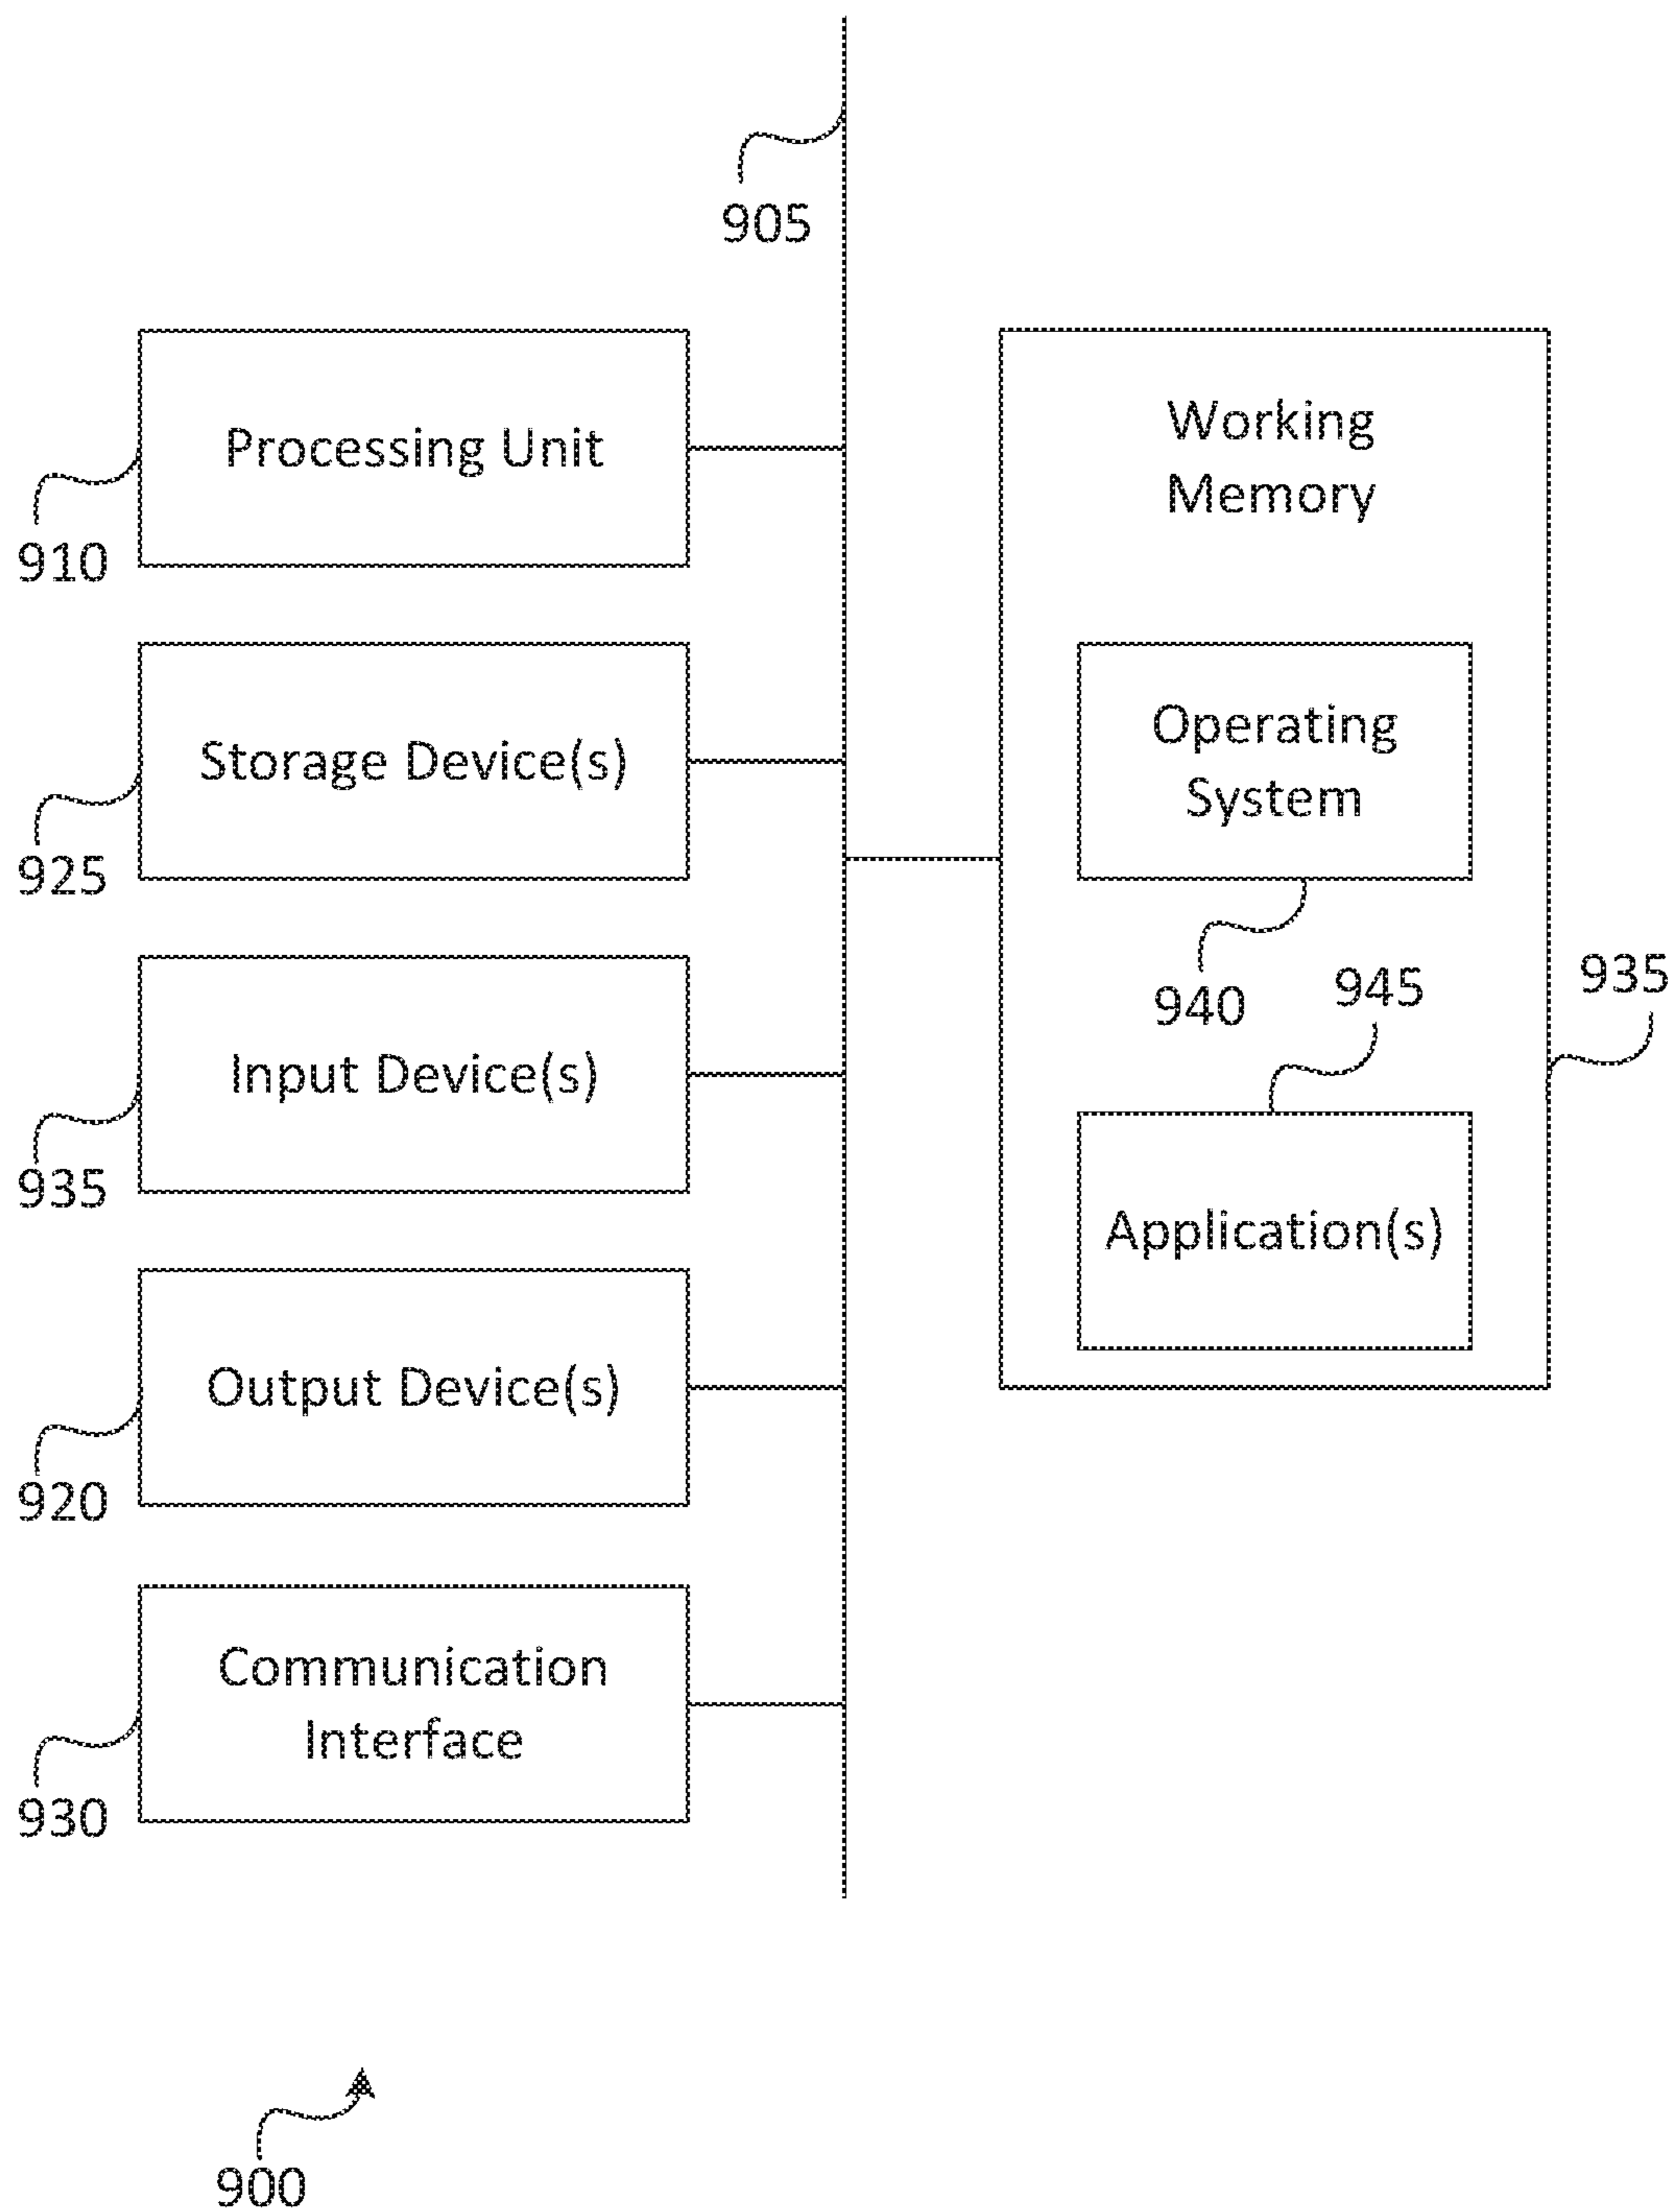 905
Processing Unit
910
Storage Device(s)
925
Input Device(s)
935
Output Device(s)
920
Communication
Interface
930
Working
Memory
Operating
System
940
945
935
Application(s)
900